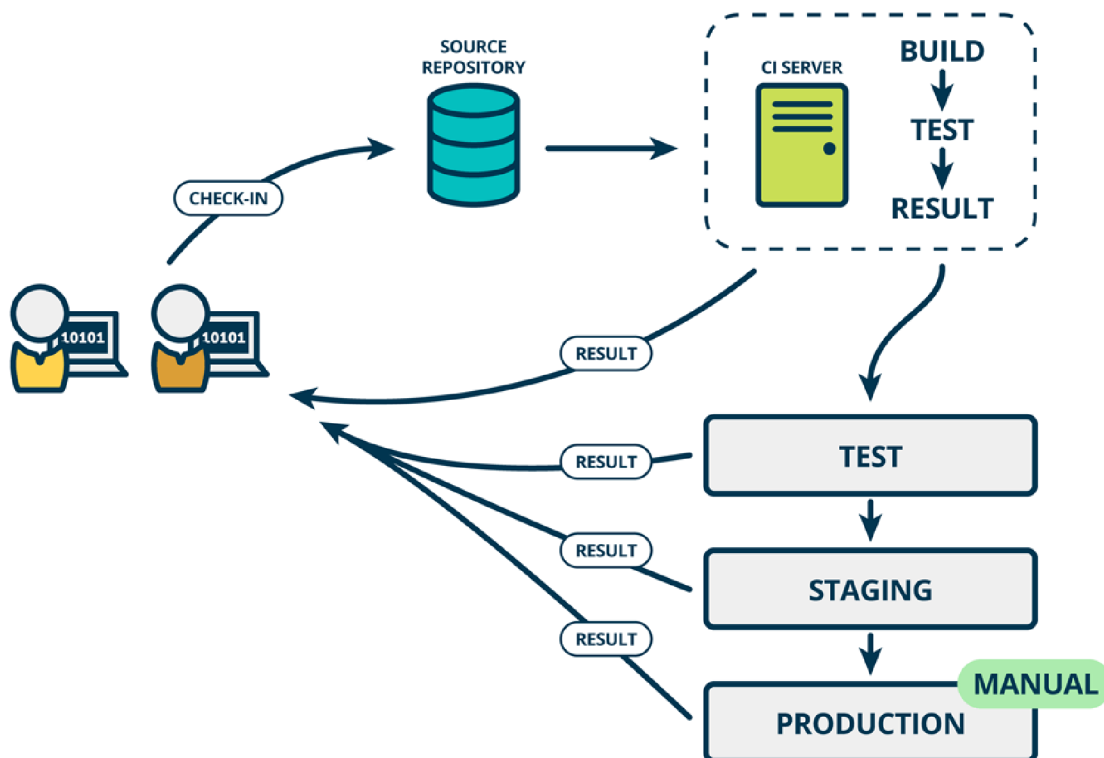 SOURCE
REPOSITORY
CI SERVER
BUILD
TEST
RESULT
CHECK-IN
10101
10101
RESULT
RESULT
TEST
RESULT
STAGING
RESULT
MANUAL
PRODUCTION